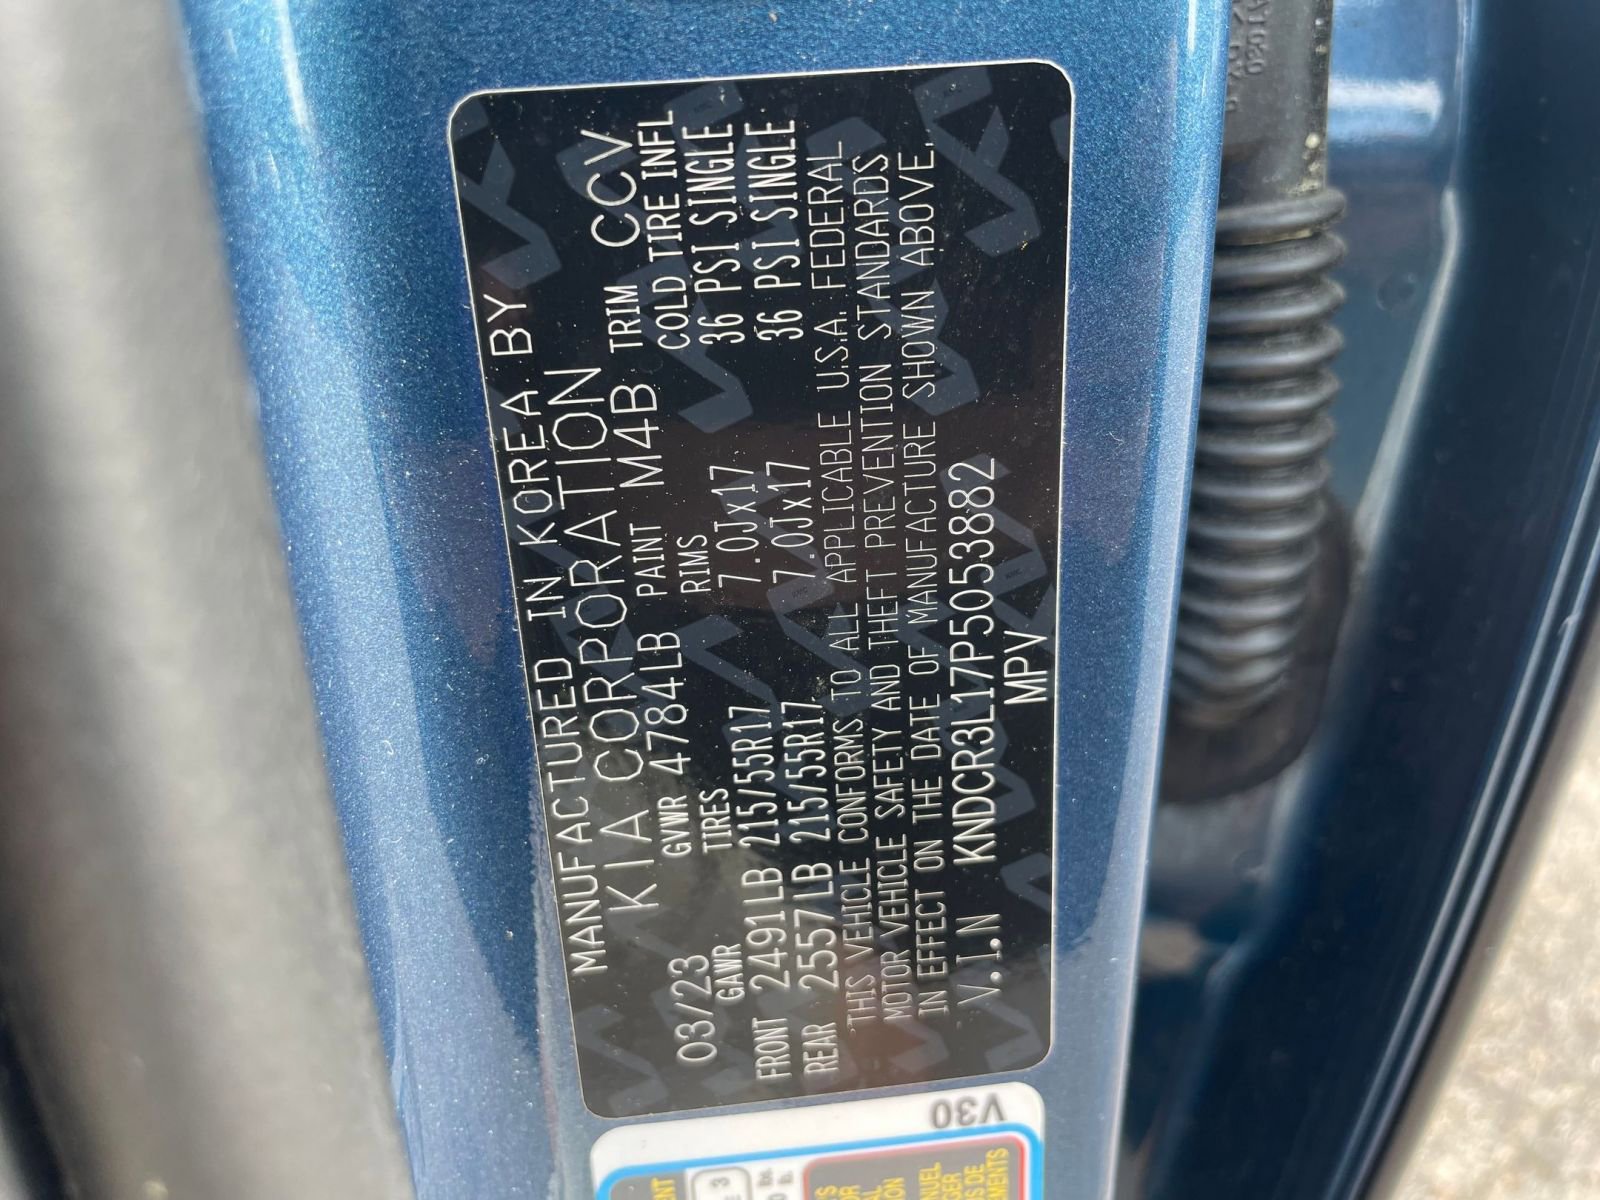 MANUFACTURED IN KOREA BY
KIA CORPORATION
03/23 GVWR 4784LB PAINT M4B TRIM CCV
GAWR TIRES RIMS COLD TIRE INFL
FRONT 2491LB 215/55R17 7.0Jx17 36 PSI SINGLE
REAR 2557LB 215/55R17 7.0Jx17 36 PSI SINGLE
THIS VEHICLE CONFORMS TO ALL APPLICABLE U.S.A. FEDERAL
MOTOR VEHICLE SAFETY AND THEFT PREVENTION STANDARDS
IN EFFECT ON THE DATE OF MANUFACTURE SHOWN ABOVE.
V.I.N KNDCR3L17P5053882
MPV
V30